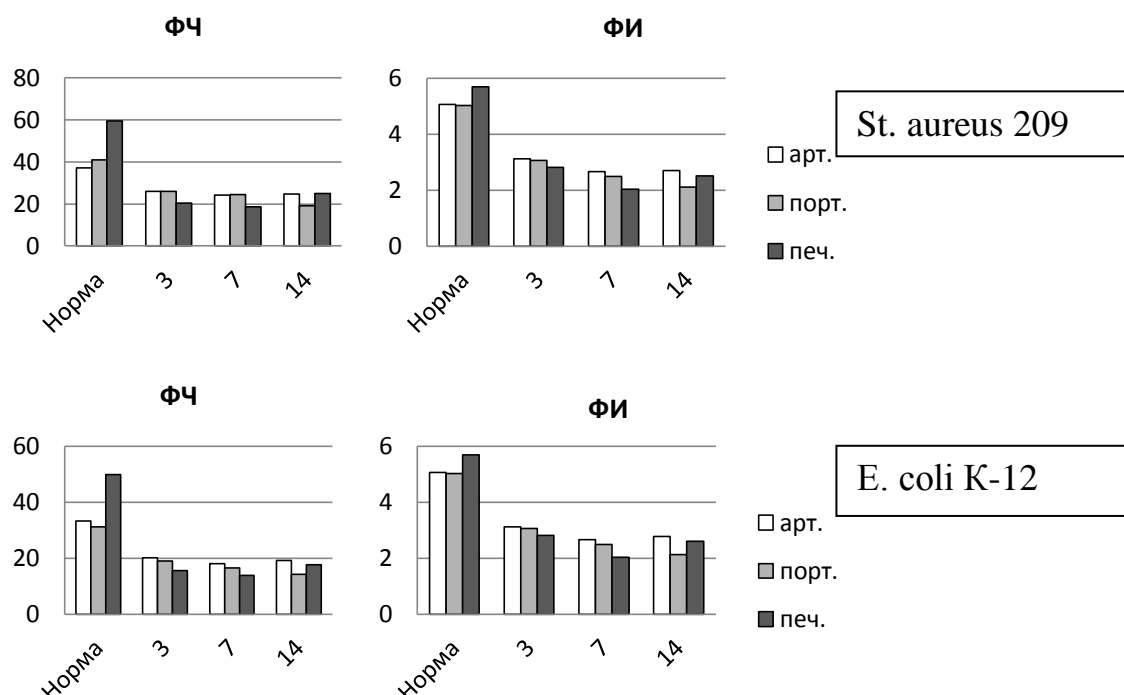 ФЧ
80
60
40
20
0
Норма
3
7
14
ФИ
6
4
2
0
Норма
3
7
14
арт.
порт.
печ.
St. aureus 209
ФЧ
60
40
20
0
Норма
3
7
14
ФИ
6
4
2
0
Норма
3
7
14
арт.
порт.
печ.
E. coli К-12